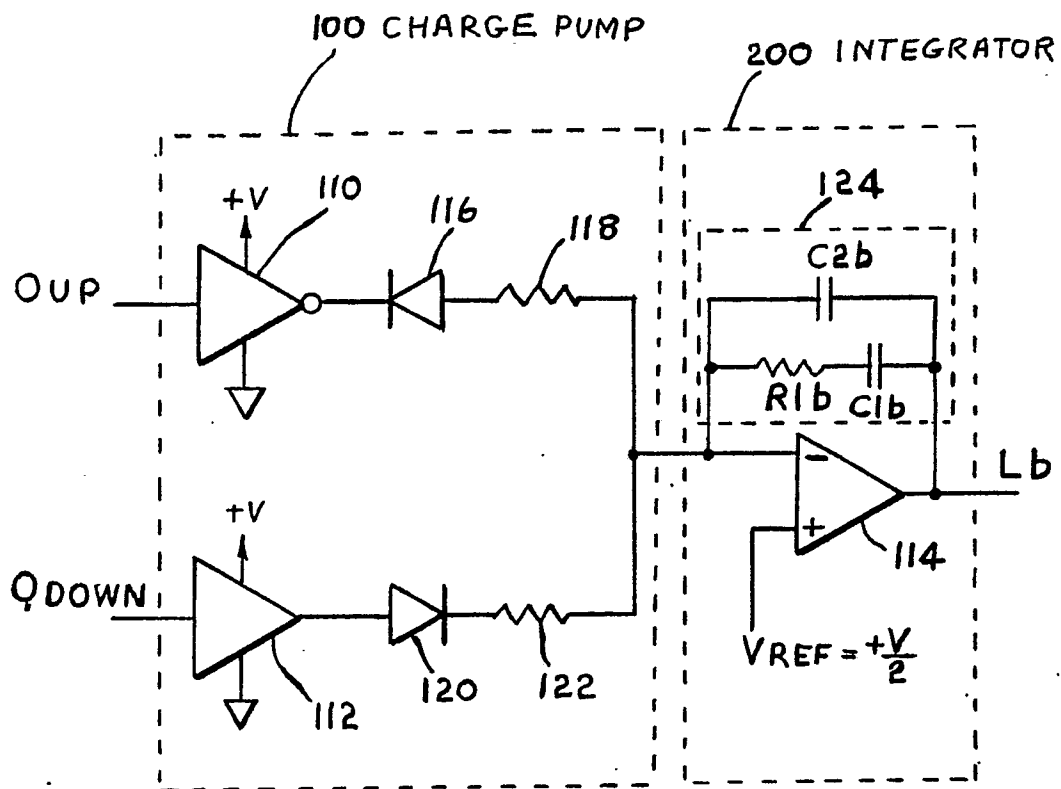 100 CHARGE PUMP
200 INTEGRATOR
124
+V
110
116
118
C2b
QUP
R1b
C1b
Lb
-
+
114
+V
QDOWN
VREF = +V/2
120
122
112